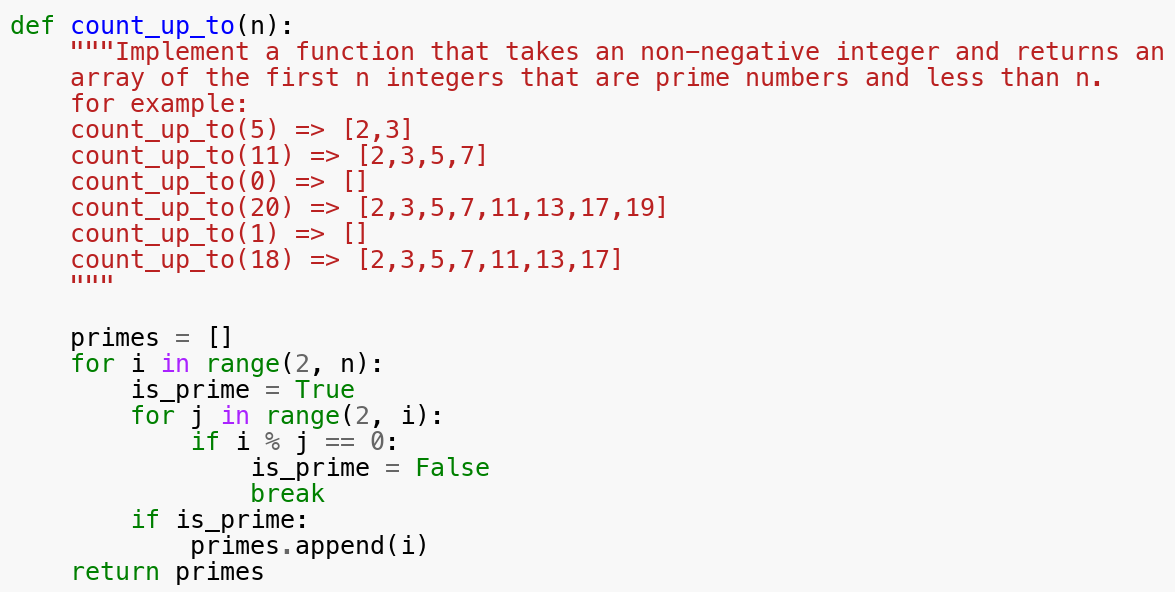 def count_up_to(n):
    """Implement a function that takes an non-negative integer and returns an
    array of the first n integers that are prime numbers and less than n.
    for example:
    count_up_to(5) => [2,3]
    count_up_to(11) => [2,3,5,7]
    count_up_to(0) => []
    count_up_to(20) => [2,3,5,7,11,13,17,19]
    count_up_to(1) => []
    count_up_to(18) => [2,3,5,7,11,13,17]
    """

    primes = []
    for i in range(2, n):
        is_prime = True
        for j in range(2, i):
            if i % j == 0:
                is_prime = False
                break
        if is_prime:
            primes.append(i)
    return primes